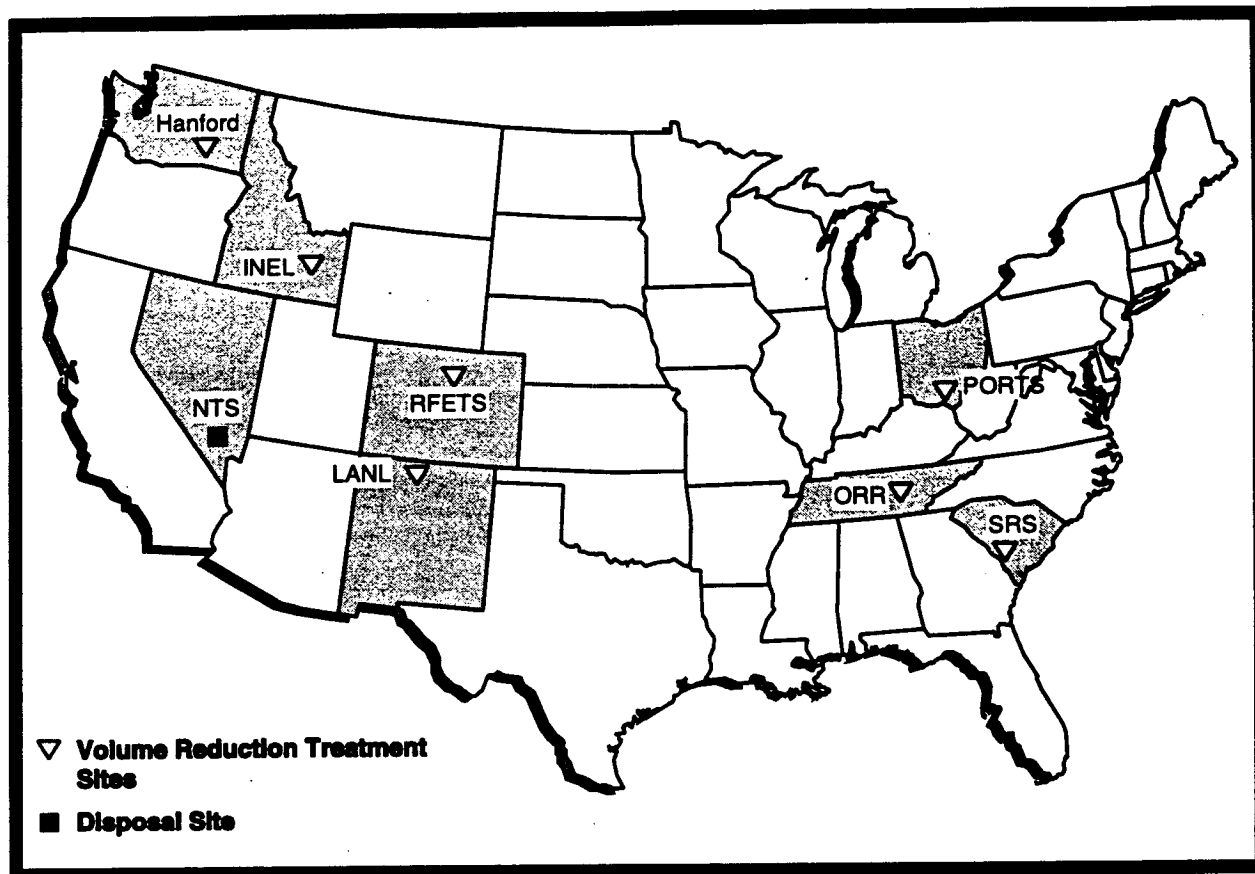 Hanford
INEL
NTS
RFETS
LANL
PORTS
ORR
SRS
Volume Reduction Treatment
Sites
Disposal Site